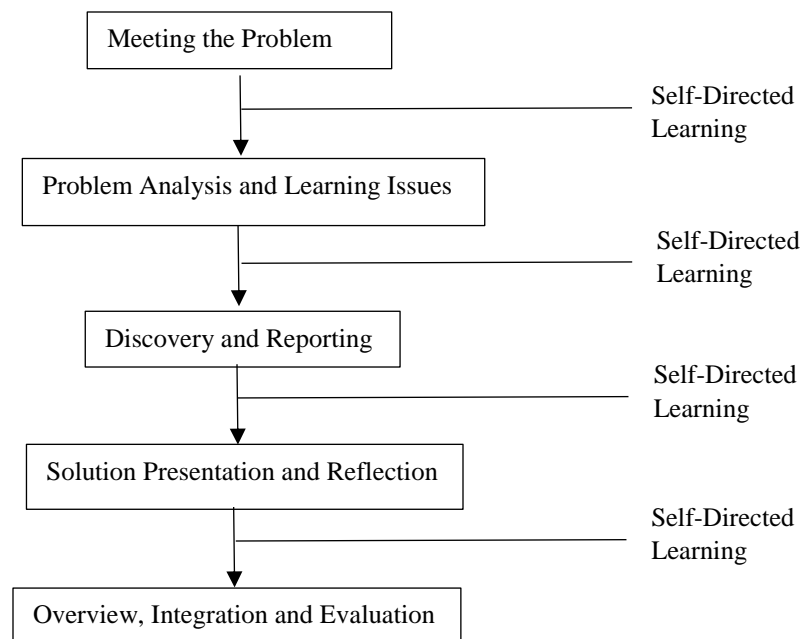 Meeting the Problem
Self-Directed
Learning
Problem Analysis and Learning Issues
Self-Directed
Learning
Discovery and Reporting
Self-Directed
Learning
Solution Presentation and Reflection
Self-Directed
Learning
Overview, Integration and Evaluation